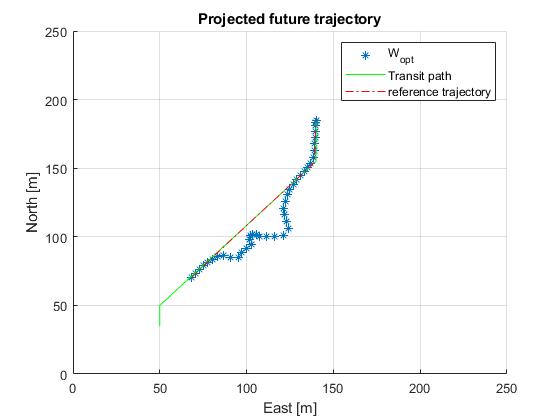 Projected future trajectory
W_opt
Transit path
reference trajectory
North [m]
250
200
150
100
50
0
0 50 100 150 200 250
East [m]